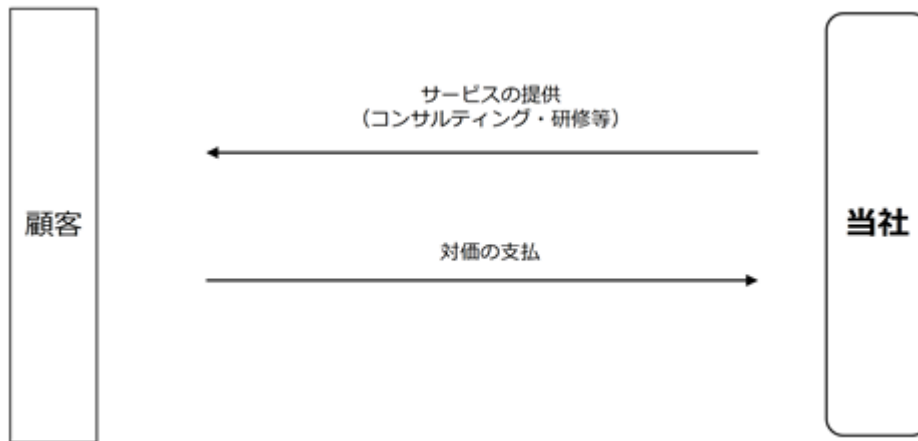 サービスの提供
（コンサルティング・研修等）
顧客
当社
対価の支払